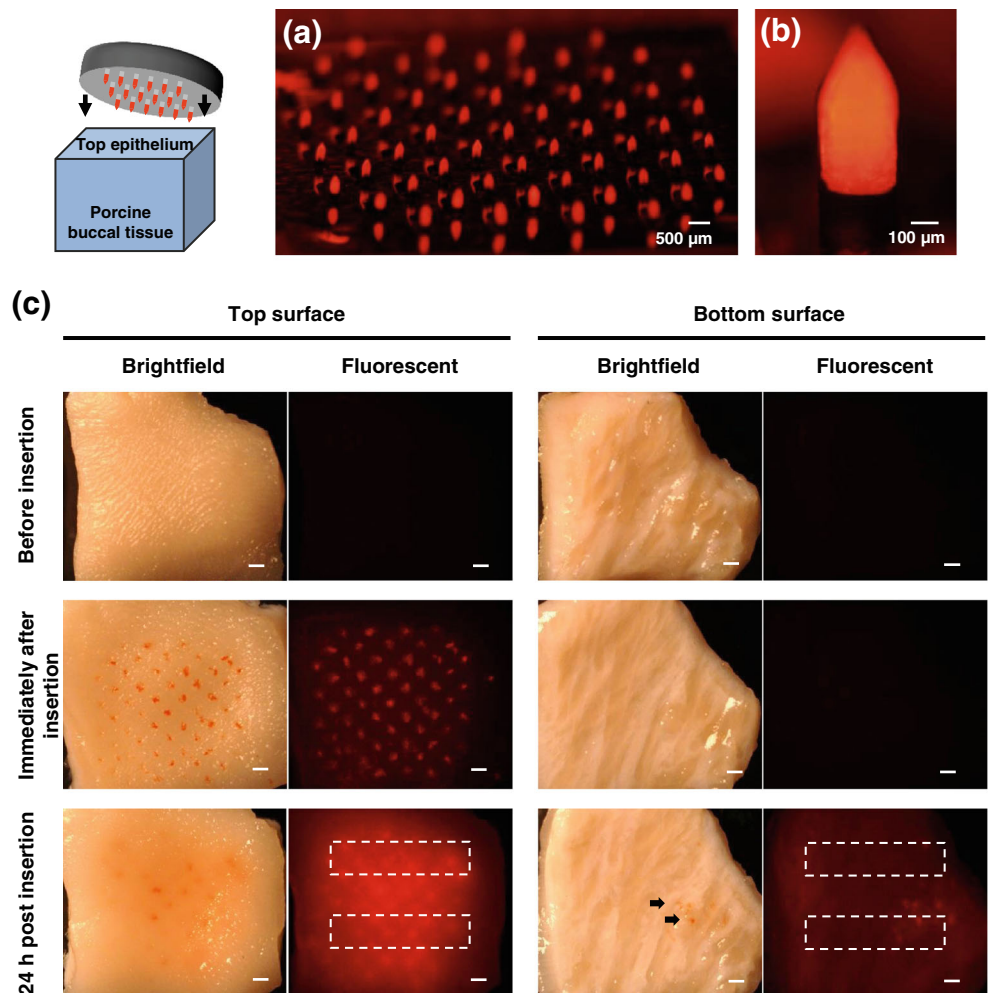 (a)
(b)
Top epithelium
Porcine
buccal tissue
500 µm
100 µm
(c)
Top surface
Bottom surface
Brightfield
Fluorescent
Brightfield
Fluorescent
Before insertion
Immediately after
insertion
24 h post insertion